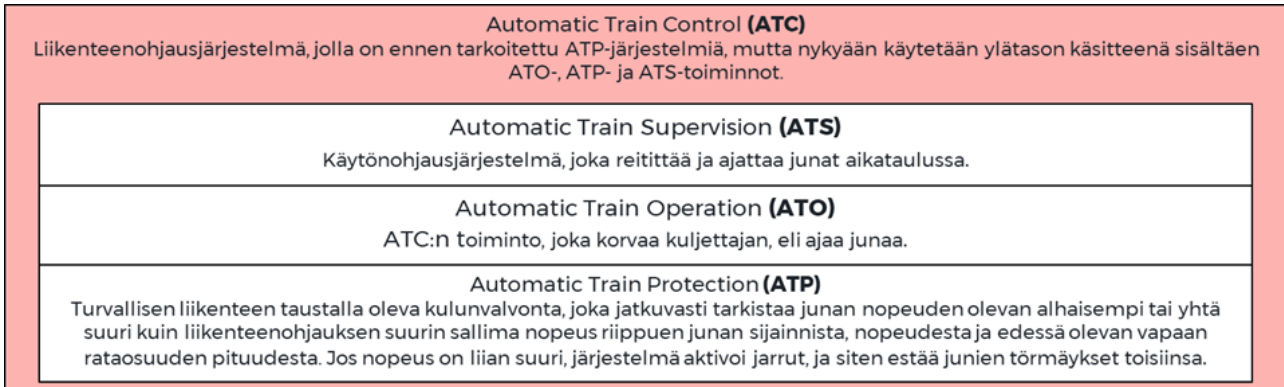 Automatic Train Control (ATC)
Liikenteenohjausjärjestelmä, jolla on ennen tarkoitettu ATP-järjestelmiä, mutta nykyään käytetään ylätason käsitteenä sisältäen
ATO-, ATP- ja ATS-toiminnot.
Automatic Train Supervision (ATS)
Käytönohjausjärjestelmä, joka reitittää ja ajattaa junat aikataulussa.
Automatic Train Operation (ATO)
ATC:n toiminto, joka korvaa kuljettajan, eli ajaa junaa.
Automatic Train Protection (ATP)
Turvallisen liikenteen taustalla oleva kulunvalvonta, joka jatkuvasti tarkistaa junan nopeuden olevan alhaisempi tai yhtä
suuri kuin liikenteenohjauksen suurin sallima nopeus riippuen junan sijainnista, nopeudesta ja edessä olevan vapaan
rataosuuden pituudesta. Jos nopeus on liian suuri, järjestelmä aktivoi jarrut, ja siten estää junien törmäykset toisiinsa.